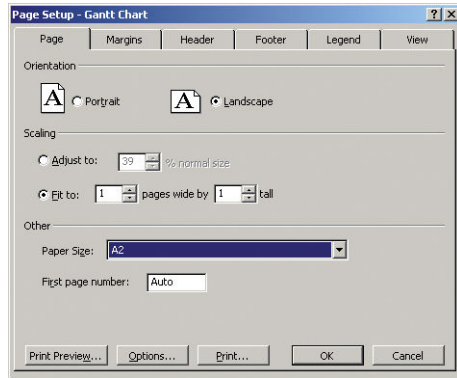 Page Setup - Gantt Chart
Page Margins Header Footer Legend View
Orientation
A Portrait A Landscape
Scaling
Adjust to: 39 % normal size
Fit to: 1 pages wide by 1 tall
Other
Paper Size: A2
First page number: Auto
Print Preview... Options... Print... OK Cancel